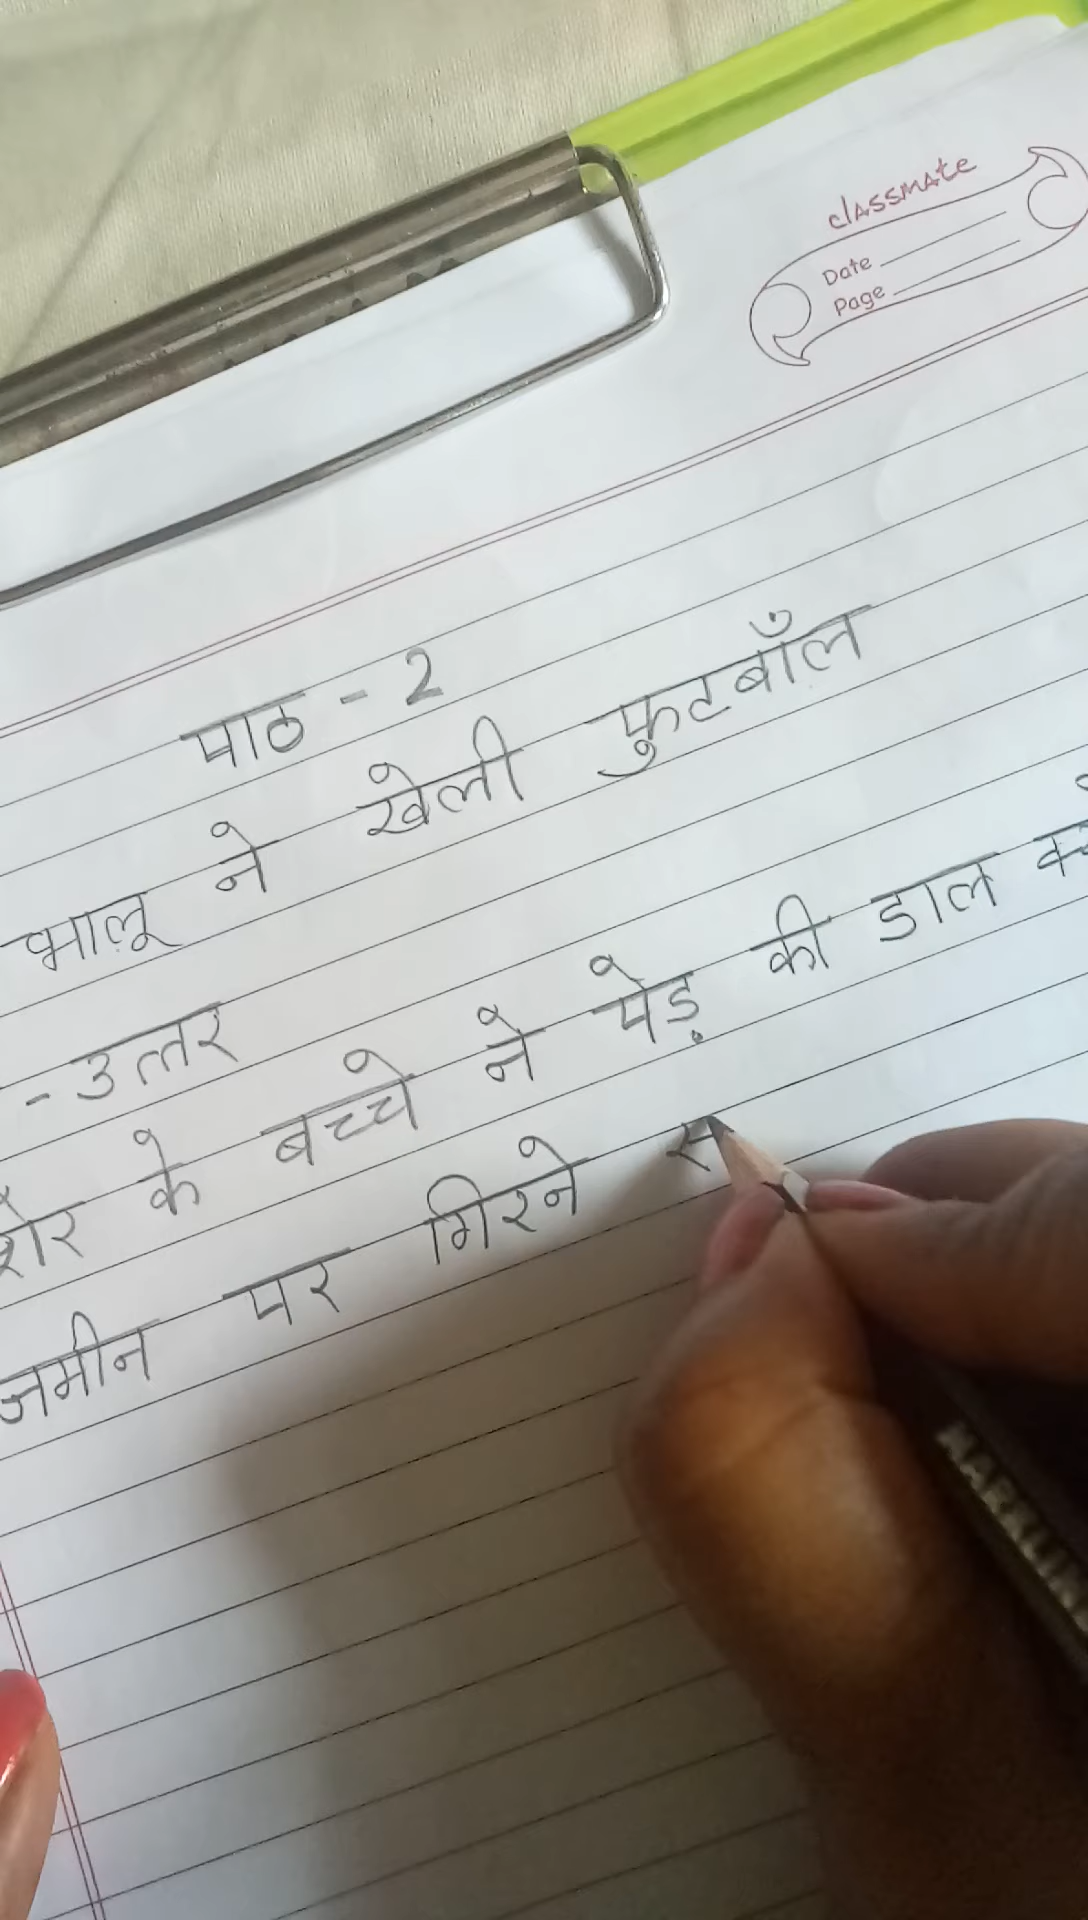 classmate
Date
Page
पाठ - 2
भालू ने खेली फुटबॉल
- उत्तर
शेर के बच्चे ने पेड़ की डाल
जमीन पर गिरने स